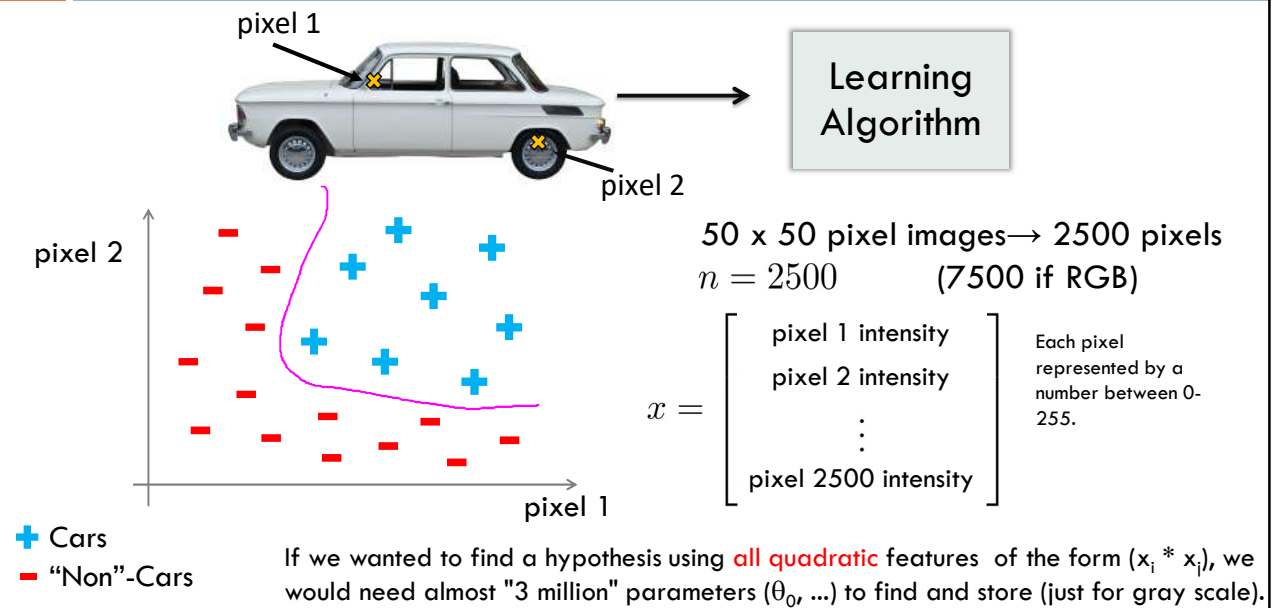 pixel 1
Learning
Algorithm
pixel 2
pixel 2
50 x 50 pixel images→ 2500 pixels
n = 2500 (7500 if RGB)
pixel 1 intensity
pixel 2 intensity
x =
⋮
pixel 2500 intensity
Each pixel
represented by a
number between 0-
255.
pixel 1
+ Cars
- "Non"-Cars
If we wanted to find a hypothesis using all quadratic features of the form (xᵢ * xⱼ), we
would need almost "3 million" parameters (θ₀, ...) to find and store (just for gray scale).